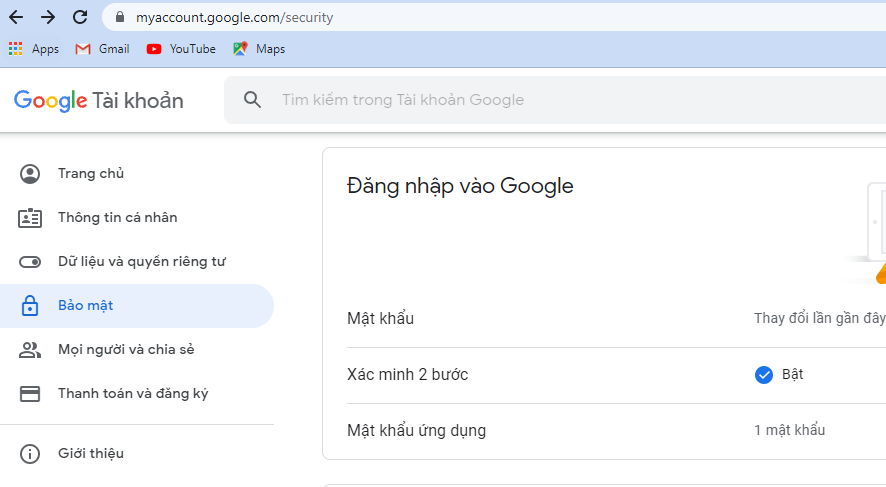 myaccount.google.com/security
Apps Gmail YouTube Maps
Google Tài khoản
Tìm kiếm trong Tài khoản Google
Trang chủ
Thông tin cá nhân
Dữ liệu và quyền riêng tư
Bảo mật
Mọi người và chia sẻ
Thanh toán và đăng ký
Giới thiệu
Đăng nhập vào Google
Mật khẩu Thay đổi lần gần đây
Xác minh 2 bước Bật
Mật khẩu ứng dụng 1 mật khẩu